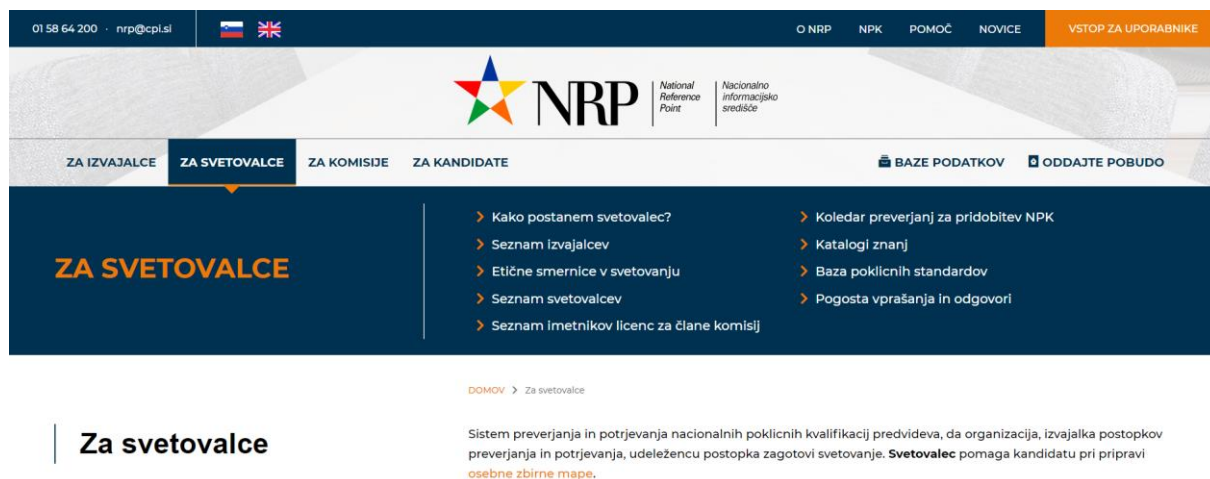 01 58 64 200 · nrp@cpi.si
O NRP NPK POMOČ NOVICE VSTOP ZA UPORABNIKE
NRP
National
Reference
Point
Nacionalno
informacijsko
središče
ZA IZVAJALCE ZA SVETOVALCE ZA KOMISIJE ZA KANDIDATE BAZE PODATKOV ODDAJTE POBUDO
ZA SVETOVALCE
Kako postanem svetovalec?
Seznam izvajalcev
Etične smernice v svetovanju
Seznam svetovalcev
Seznam imetnikov licenc za člane komisij
Koledar preverjanj za pridobitev NPK
Katalogi znanj
Baza poklicnih standardov
Pogosta vprašanja in odgovori
DOMOV > Za svetovalce
Za svetovalce
Sistem preverjanja in potrjevanja nacionalnih poklicnih kvalifikacij predvideva, da organizacija, izvajalka postopkov
preverjanja in potrjevanja, udeležencu postopka zagotovi svetovanje. Svetovalec pomaga kandidatu pri pripravi
osebne zbirne mape.